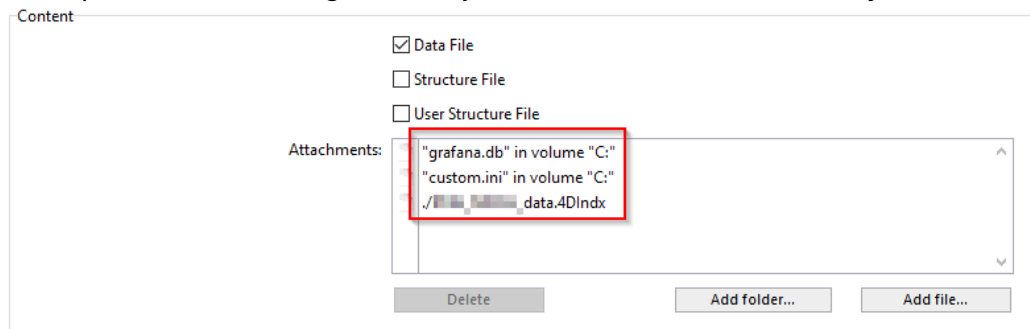 Content
Data File
Structure File
User Structure File
Attachments:
"grafana.db" in volume "C:"
"custom.ini" in volume "C:"
./ _data.4DIndx
Delete Add folder... Add file...